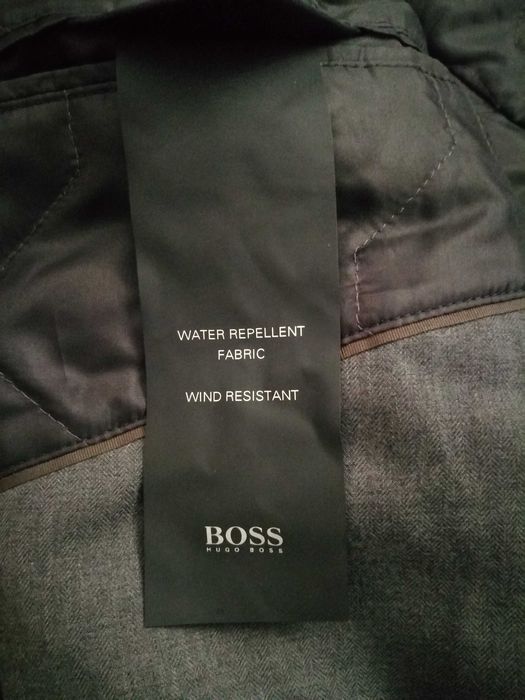 WATER REPELLENT
FABRIC
WIND RESISTANT
BOSS
HUGO BOSS